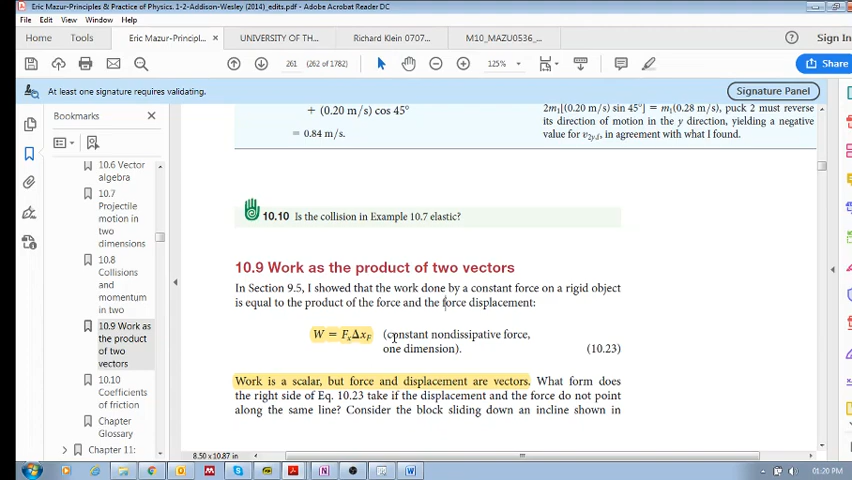 Eric Mazur-Principles & Practice of Physics. 1-2-Addison-Wesley (2014)_edits.pdf - Adobe Acrobat Reader DC
File Edit View Window Help
Home Tools Eric Mazur-Principl... × UNIVERSITY OF TH... Richard Klein 0707... M10_MAZU0536_... Sign In
261 (262 of 1782) 125% Share
At least one signature requires validating. Signature Panel
Bookmarks ×
10.6 Vector
algebra
10.7
Projectile
motion in
two
dimensions
10.8
Collisions
and
momentum
in two
dimensions
10.9 Work as
the product
of two
vectors
10.10
Coefficients
of friction
Chapter
Glossary
Chapter 11:
+ (0.20 m/s) cos 45°
= 0.84 m/s.
2m₁[(0.20 m/s) sin 45°] = m₁(0.28 m/s), puck 2 must reverse
its direction of motion in the y direction, yielding a negative
value for v₂y,f, in agreement with what I found.
10.10 Is the collision in Example 10.7 elastic?
10.9 Work as the product of two vectors
In Section 9.5, I showed that the work done by a constant force on a rigid object
is equal to the product of the force and the force displacement:
W = FₓΔx_F (constant nondissipative force,
one dimension). (10.23)
Work is a scalar, but force and displacement are vectors. What form does
the right side of Eq. 10.23 take if the displacement and the force do not point
along the same line? Consider the block sliding down an incline shown in
8.50 x 10.87 in
01:20 PM